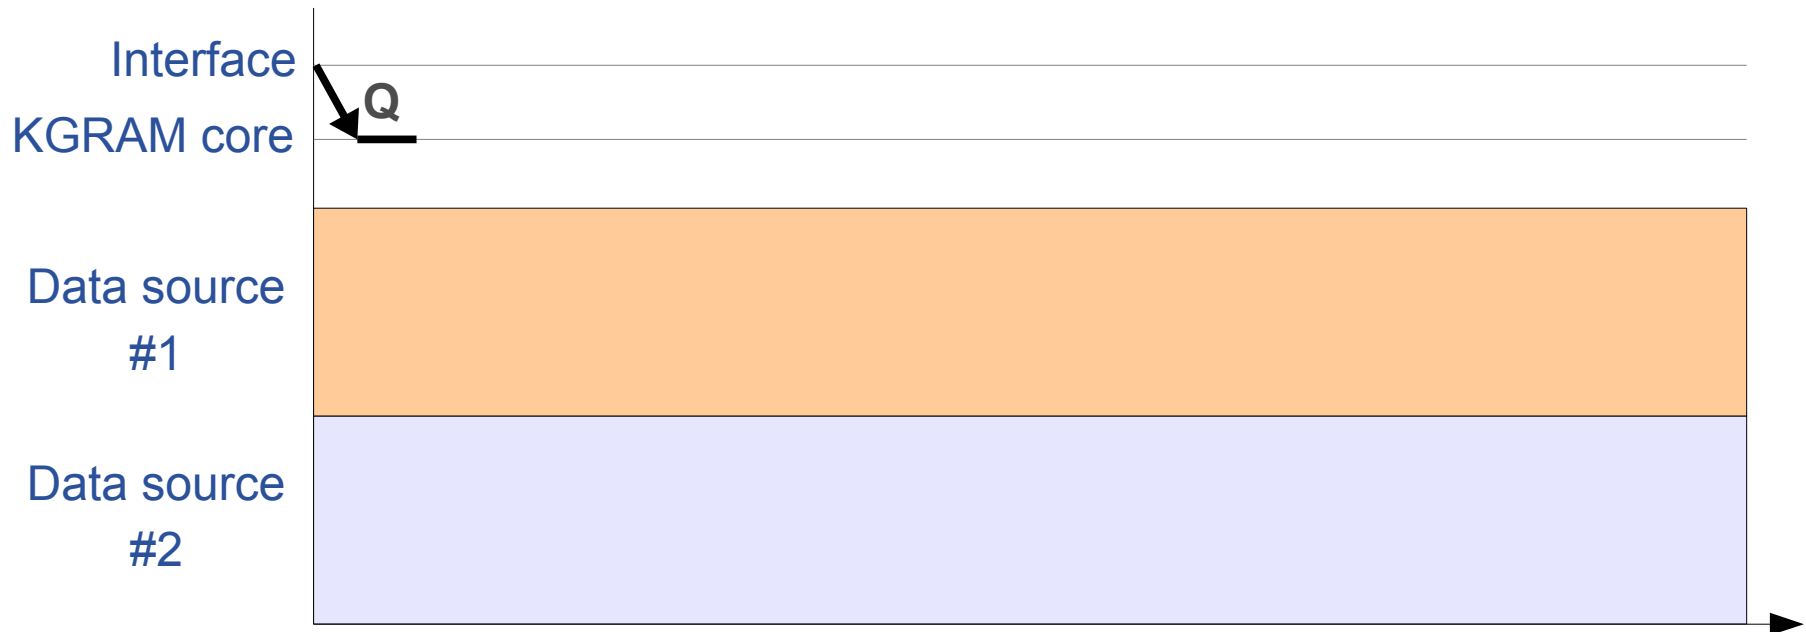 Interface
Q
KGRAM core
Data source
#1
Data source
#2